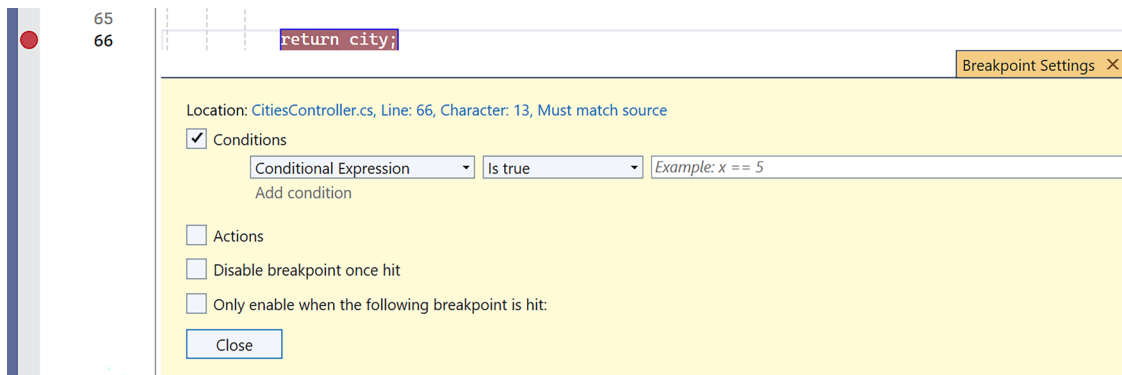 65
66 return city;
Breakpoint Settings
Location: CitiesController.cs, Line: 66, Character: 13, Must match source
Conditions
Conditional Expression Is true Example: x == 5
Add condition
Actions
Disable breakpoint once hit
Only enable when the following breakpoint is hit:
Close